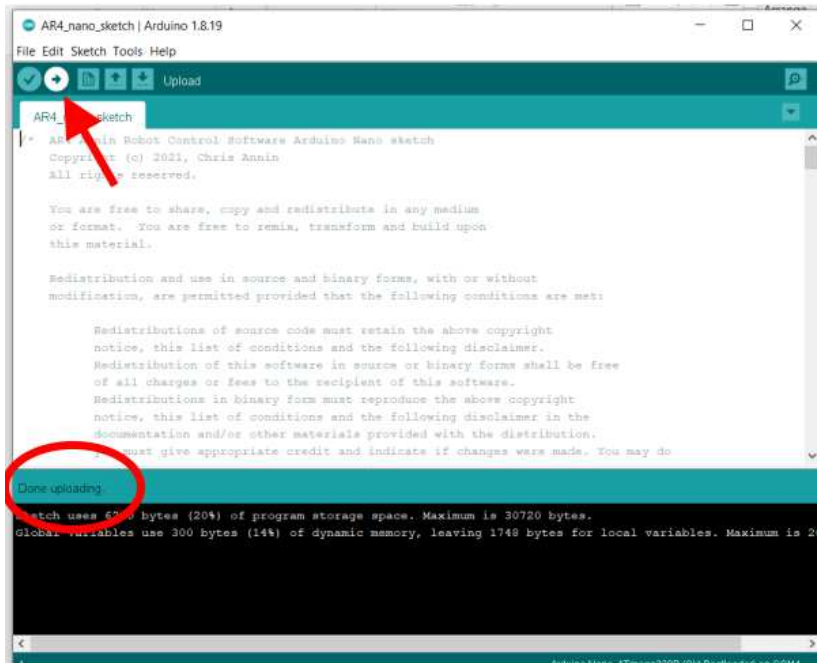 AR4_nano_sketch | Arduino 1.8.19
File Edit Sketch Tools Help
Upload
AR4_ sketch
/* AR4 Annin Robot Control Software Arduino Nano sketch
Copyright (c) 2021, Chris Annin
All rights reserved.
You are free to share, copy and redistribute in any medium
or format. You are free to remix, transform and build upon
this material.
Redistribution and use in source and binary forms, with or without
modification, are permitted provided that the following conditions are met:
Redistributions of source code must retain the above copyright
notice, this list of conditions and the following disclaimer.
Redistribution of this software in source or binary forms shall be free
of all charges or fees to the recipient of this software.
Redistributions in binary form must reproduce the above copyright
notice, this list of conditions and the following disclaimer in the
documentation and/or other materials provided with the distribution.
must give appropriate credit and indicate if changes were made. You may do
Done uploading.
Sketch uses bytes (20%) of program storage space. Maximum is 30720 bytes.
Global variables use 300 bytes (14%) of dynamic memory, leaving 1748 bytes for local variables. Maximum is